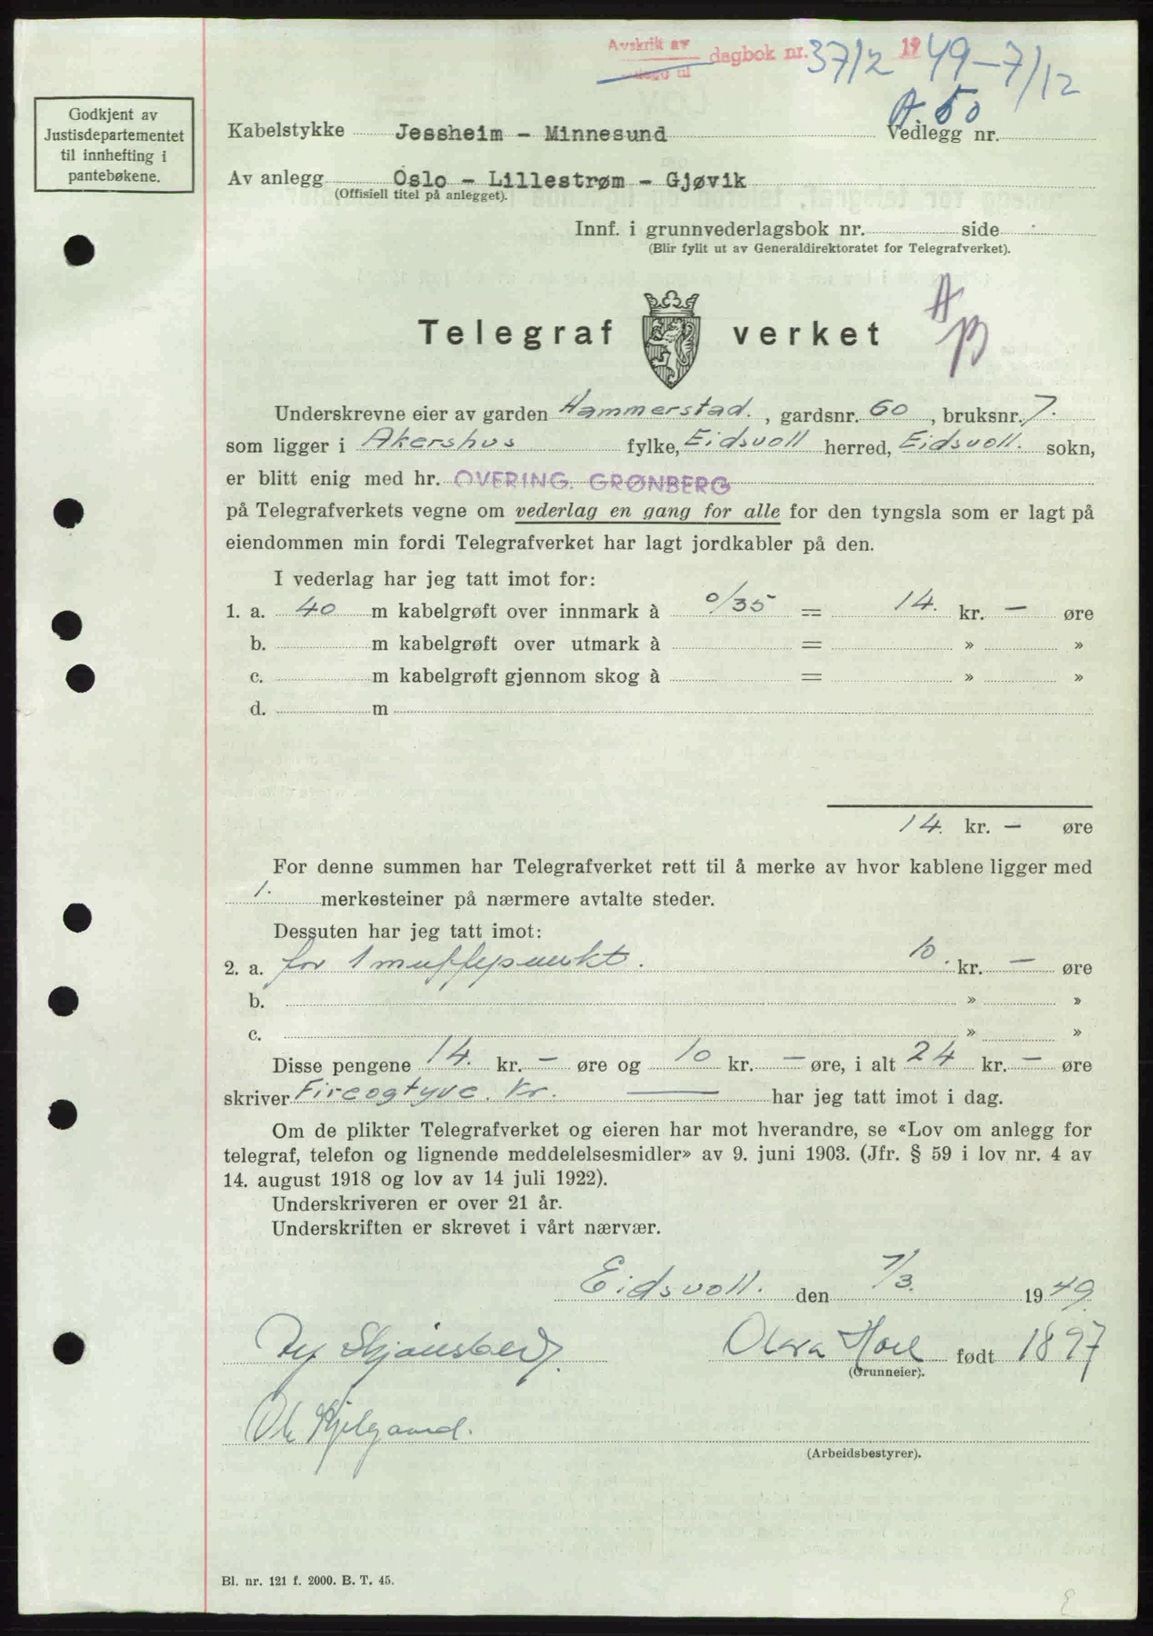 Avskrift av dagbok nr. 3712 1949-7/12
Godkjent av
Justisdepartementet
til innhefting i
pantebøkene.
A 50
Kabelstykke Jessheim - Minnesund Vedlegg nr.
Av anlegg Oslo - Lillestrøm - Gjøvik
(Offisiell titel på anlegget).
Innf. i grunnvederlagsbok nr. side
(Blir fyllt ut av Generaldirektoratet for Telegrafverket).
A
B
Telegraf verket
Underskrevne eier av garden Hammerstad. , gardsnr. 60 , bruksnr. 7.
som ligger i Akershus fylke, Eidsvoll herred, Eidsvoll. sokn,
er blitt enig med hr. OVERING. GRØNBERG
på Telegrafverkets vegne om vederlag en gang for alle for den tyngsla som er lagt på
eiendommen min fordi Telegrafverket har lagt jordkabler på den.
I vederlag har jeg tatt imot for:
1. a. 40 m kabelgrøft over innmark à 0/35 = 14. kr. — øre
b. m kabelgrøft over utmark à = » »
c. m kabelgrøft gjennom skog à = » »
d. m
14. kr. — øre
For denne summen har Telegrafverket rett til å merke av hvor kablene ligger med
1. merkesteiner på nærmere avtalte steder.
Dessuten har jeg tatt imot:
2. a. for 1 muffepunkt. 10. kr. — øre
b. » »
c. » »
Disse pengene 14. kr. — øre og 10 kr. — øre, i alt 24 kr. — øre
skriver Fireogtyve. Kr. — har jeg tatt imot i dag.
Om de plikter Telegrafverket og eieren har mot hverandre, se «Lov om anlegg for
telegraf, telefon og lignende meddelelsesmidler» av 9. juni 1903. (Jfr. § 59 i lov nr. 4 av
14. august 1918 og lov av 14 juli 1922).
Underskriveren er over 21 år.
Underskriften er skrevet i vårt nærvær.
Eidsvoll. den 7/3. 1949.
Skjønsberg. Olava Hoel født 1897
(Grunneier).
Ole Hjelgaard.
(Arbeidsbestyrer).
Bl. nr. 121 f. 2000. B. T. 45.